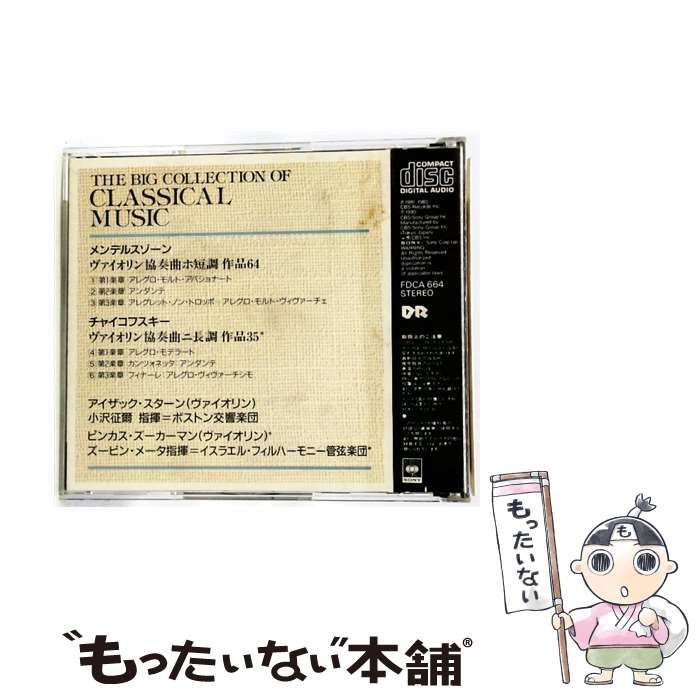 THE BIG COLLECTION OF
CLASSICAL
MUSIC
メンデルスゾーン
ヴァイオリン協奏曲ホ短調 作品64
1 第1楽章 アレグロ・モルト・アパショナート
2 第2楽章 アンダンテ
3 第3楽章 アレグレット・ノン・トロッポ─アレグロ・モルト・ヴィヴァーチェ
チャイコフスキー
ヴァイオリン協奏曲ニ長調 作品35*
4 第1楽章 アレグロ・モデラート
5 第2楽章 カンツォネッタ アンダンテ
6 第3楽章 フィナーレ：アレグロ・ヴィヴァーチシモ
アイザック・スターン(ヴァイオリン)
小沢征爾 指揮=ボストン交響楽団
ピンカス・ズーカーマン(ヴァイオリン)*
ズービン・メータ指揮=イスラエル・フィルハーモニー管弦楽団*
COMPACT
disc
DIGITAL AUDIO
FDCA 664
STEREO
DR
SONY
もったいない
"もったいない本舗®